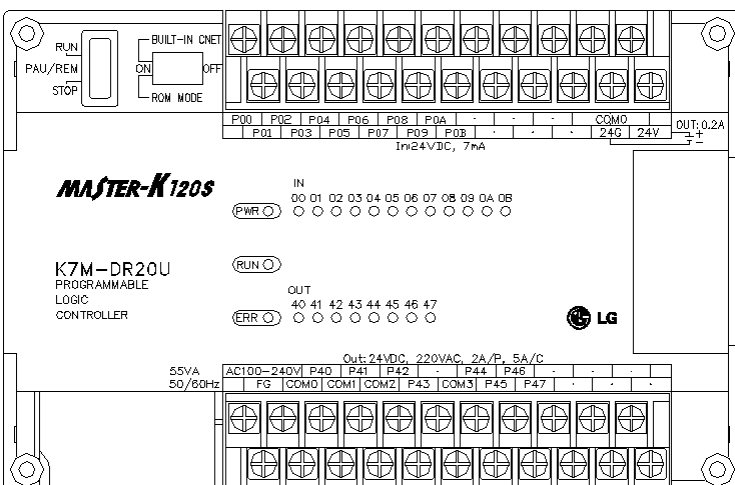 RUN
PAU/REM
STOP
BUILT-IN CNET
ON OFF
ROM MODE
P00 P02 P04 P06 P08 P0A COM0
P01 P03 P05 P07 P09 P0B 24G 24V
OUT: 0.2A
In:24VDC, 7mA
MASTER-K120S
IN
00 01 02 03 04 05 06 07 08 09 0A 0B
PWR
K7M-DR20U
PROGRAMMABLE
LOGIC
CONTROLLER
RUN
OUT
40 41 42 43 44 45 46 47
ERR
LG
Out: 24VDC, 220VAC, 2A/P, 5A/C
55VA
50/60Hz
AC100-240V P40 P41 P42 - P44 P46
FG COM0 COM1 COM2 P43 COM3 P45 P47